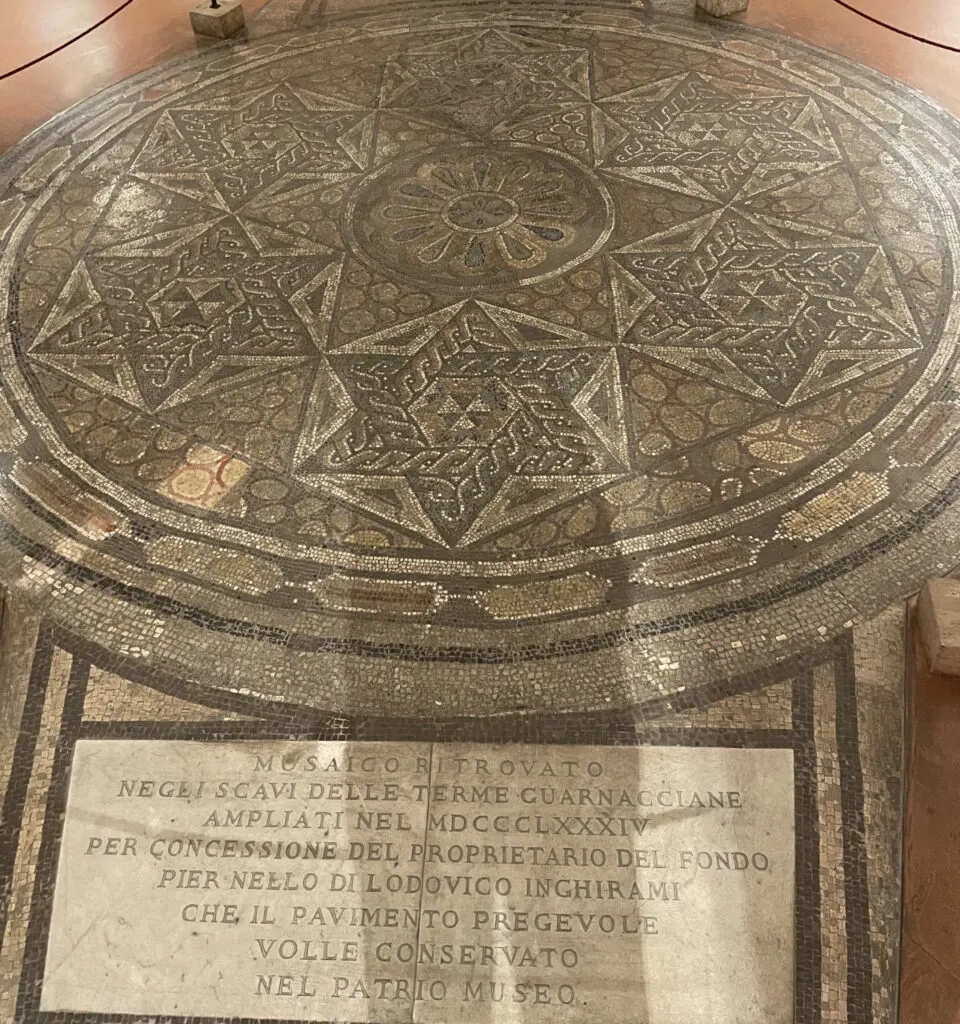 MOSAICO RITROVATO
NEGLI SCAVI DELLE TERME GUARNACCIANE
AMPLIATI NEL MDCCCLXXXIV
PER CONCESSIONE DEL PROPRIETARIO DEL FONDO
PIER NELLO DI LODOVICO INGHIRAMI
CHE IL PAVIMENTO PREGEVOLE
VOLLE CONSERVATO
NEL PATRIO MUSEO.